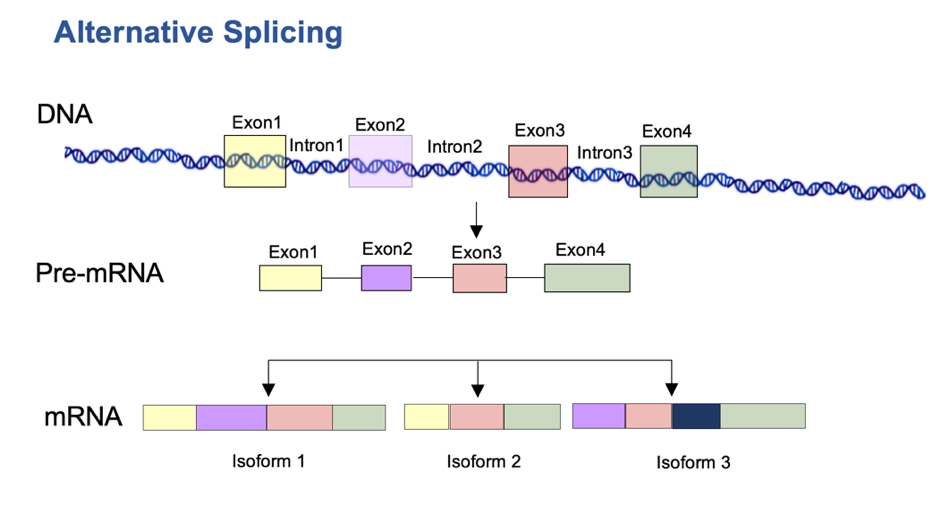 Alternative Splicing
DNA
Exon1
Intron1
Exon2
Intron2
Exon3
Intron3
Exon4
Pre-mRNA
Exon1
Exon2
Exon3
Exon4
mRNA
Isoform 1
Isoform 2
Isoform 3